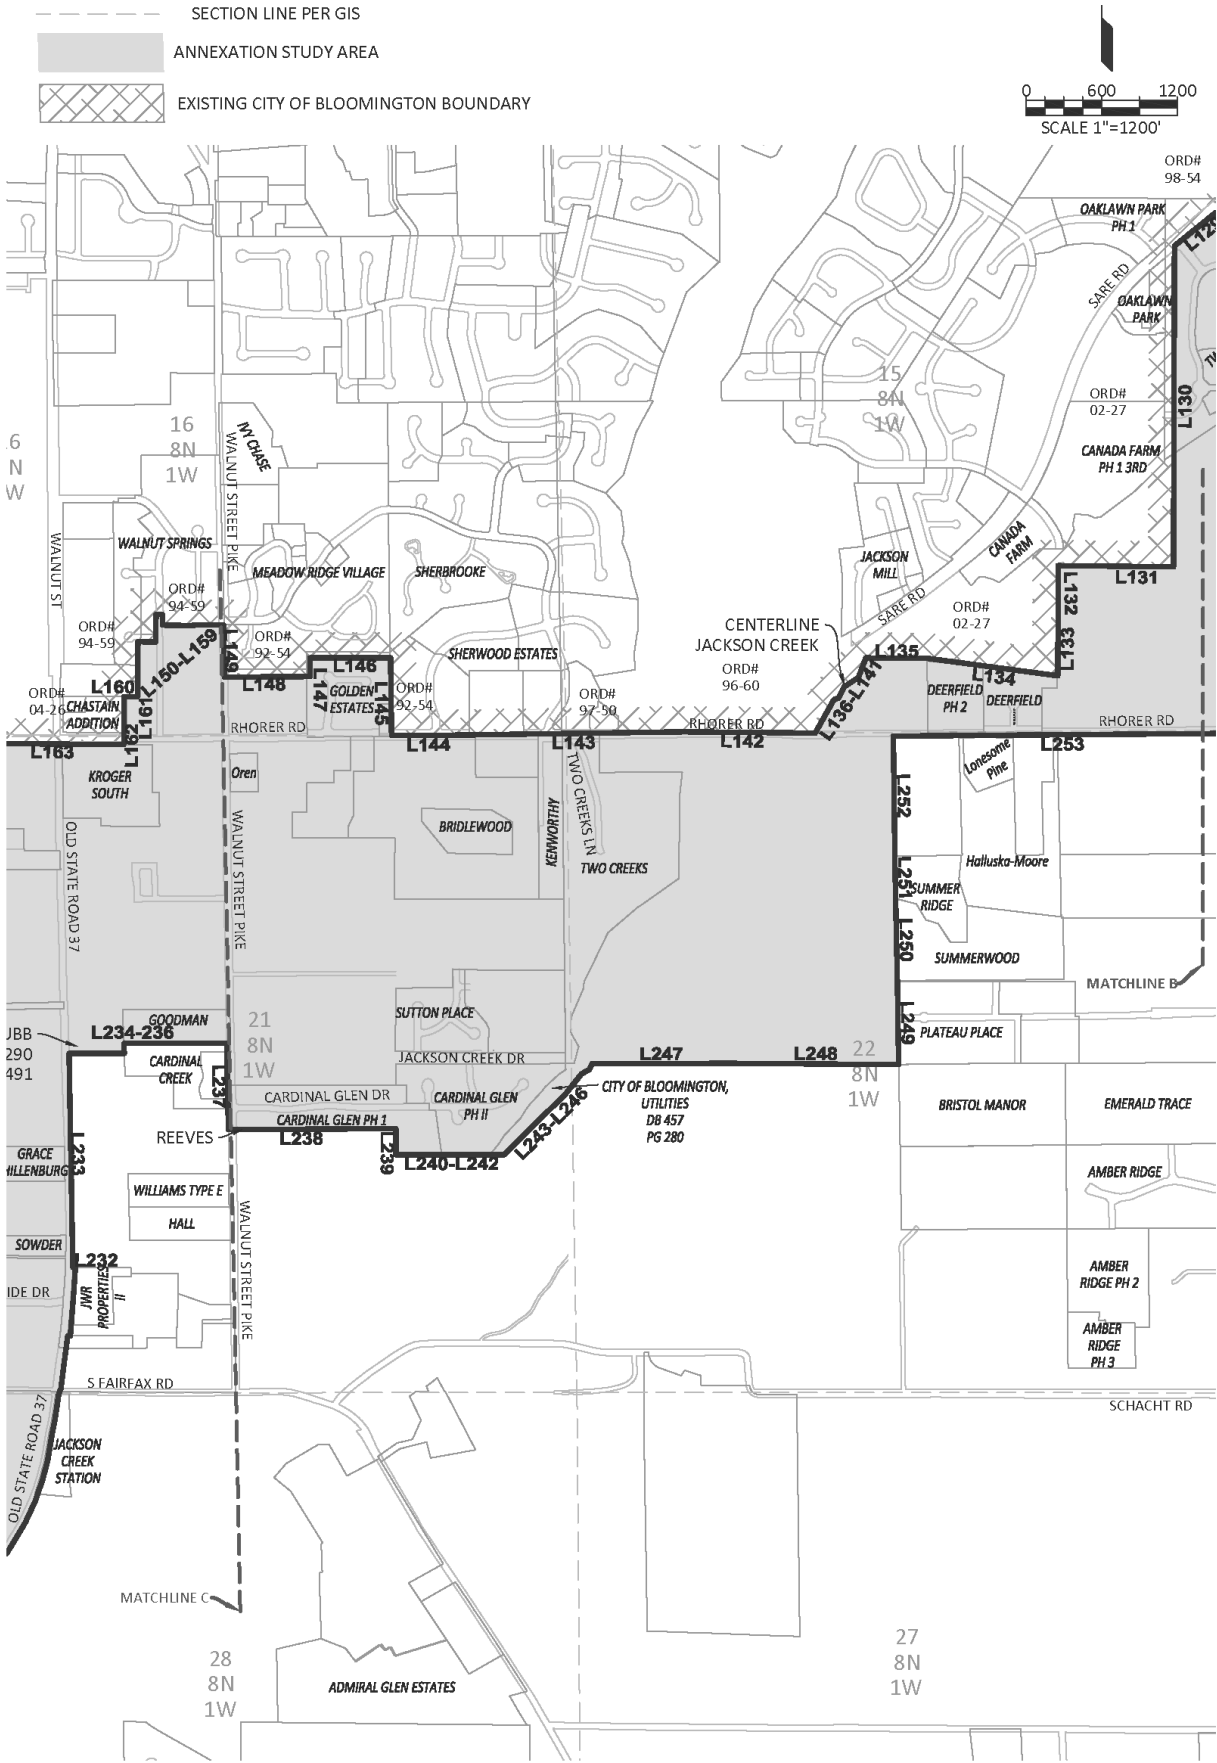 SECTION LINE PER GIS
ANNEXATION STUDY AREA
EXISTING CITY OF BLOOMINGTON BOUNDARY
0 600 1200
SCALE 1"=1200'
ORD#
98-54
OAKLAWN PARK
PH 1
SARE RD
OAKLAWN
PARK
L130
ORD#
02-27
CANADA FARM
PH 1 3RD
15
8N
1W
16
8N
1W
N
W
IVY CHASE
WALNUT STREET PIKE
WALNUT ST
WALNUT SPRINGS
MEADOW RIDGE VILLAGE
SHERBROOKE
JACKSON
MILL
CANADA
FARM
SARE RD
L131
L132
L133
ORD#
02-27
ORD#
94-59
ORD#
94-59
ORD#
92-54
ORD#
92-54
SHERWOOD ESTATES
CENTERLINE
JACKSON CREEK
ORD#
96-60
ORD#
97-50
L135
L134
L136-L141
L142
L143
L144
L145
L146
L147
L148
L149
L150-L159
L160
L161
L162
L163
ORD#
04-26
CHASTAIN
ADDITION
GOLDEN
ESTATES
RHORER RD
RHORER RD
RHORER RD
DEERFIELD
PH 2
DEERFIELD
L253
KROGER
SOUTH
Oren
BRIDLEWOOD
KENWORTHY
TWO CREEKS LN
TWO CREEKS
Lonesome
Pine
Halluska-Moore
L252
L251
SUMMER
RIDGE
L250
SUMMERWOOD
L249
PLATEAU PLACE
MATCHLINE B
OLD STATE ROAD 37
WALNUT STREET PIKE
SUTTON PLACE
JACKSON CREEK DR
L247
L248
22
8N
1W
21
8N
1W
GOODMAN
L234-236
290
491
CARDINAL
CREEK
L237
CARDINAL GLEN DR
CARDINAL GLEN
PH II
CARDINAL GLEN PH 1
REEVES
L238
L239
L240-L242
L243-L246
CITY OF BLOOMINGTON,
UTILITIES
DB 457
PG 280
BRISTOL MANOR
EMERALD TRACE
GRACE
L233
WILLIAMS TYPE E
HALL
AMBER RIDGE
SOWDER
L232
JWR
PROPERTIES
II
WALNUT STREET PIKE
AMBER
RIDGE PH 2
AMBER
RIDGE
PH 3
S FAIRFAX RD
SCHACHT RD
OLD STATE ROAD 37
JACKSON
CREEK
STATION
MATCHLINE C
28
8N
1W
ADMIRAL GLEN ESTATES
27
8N
1W